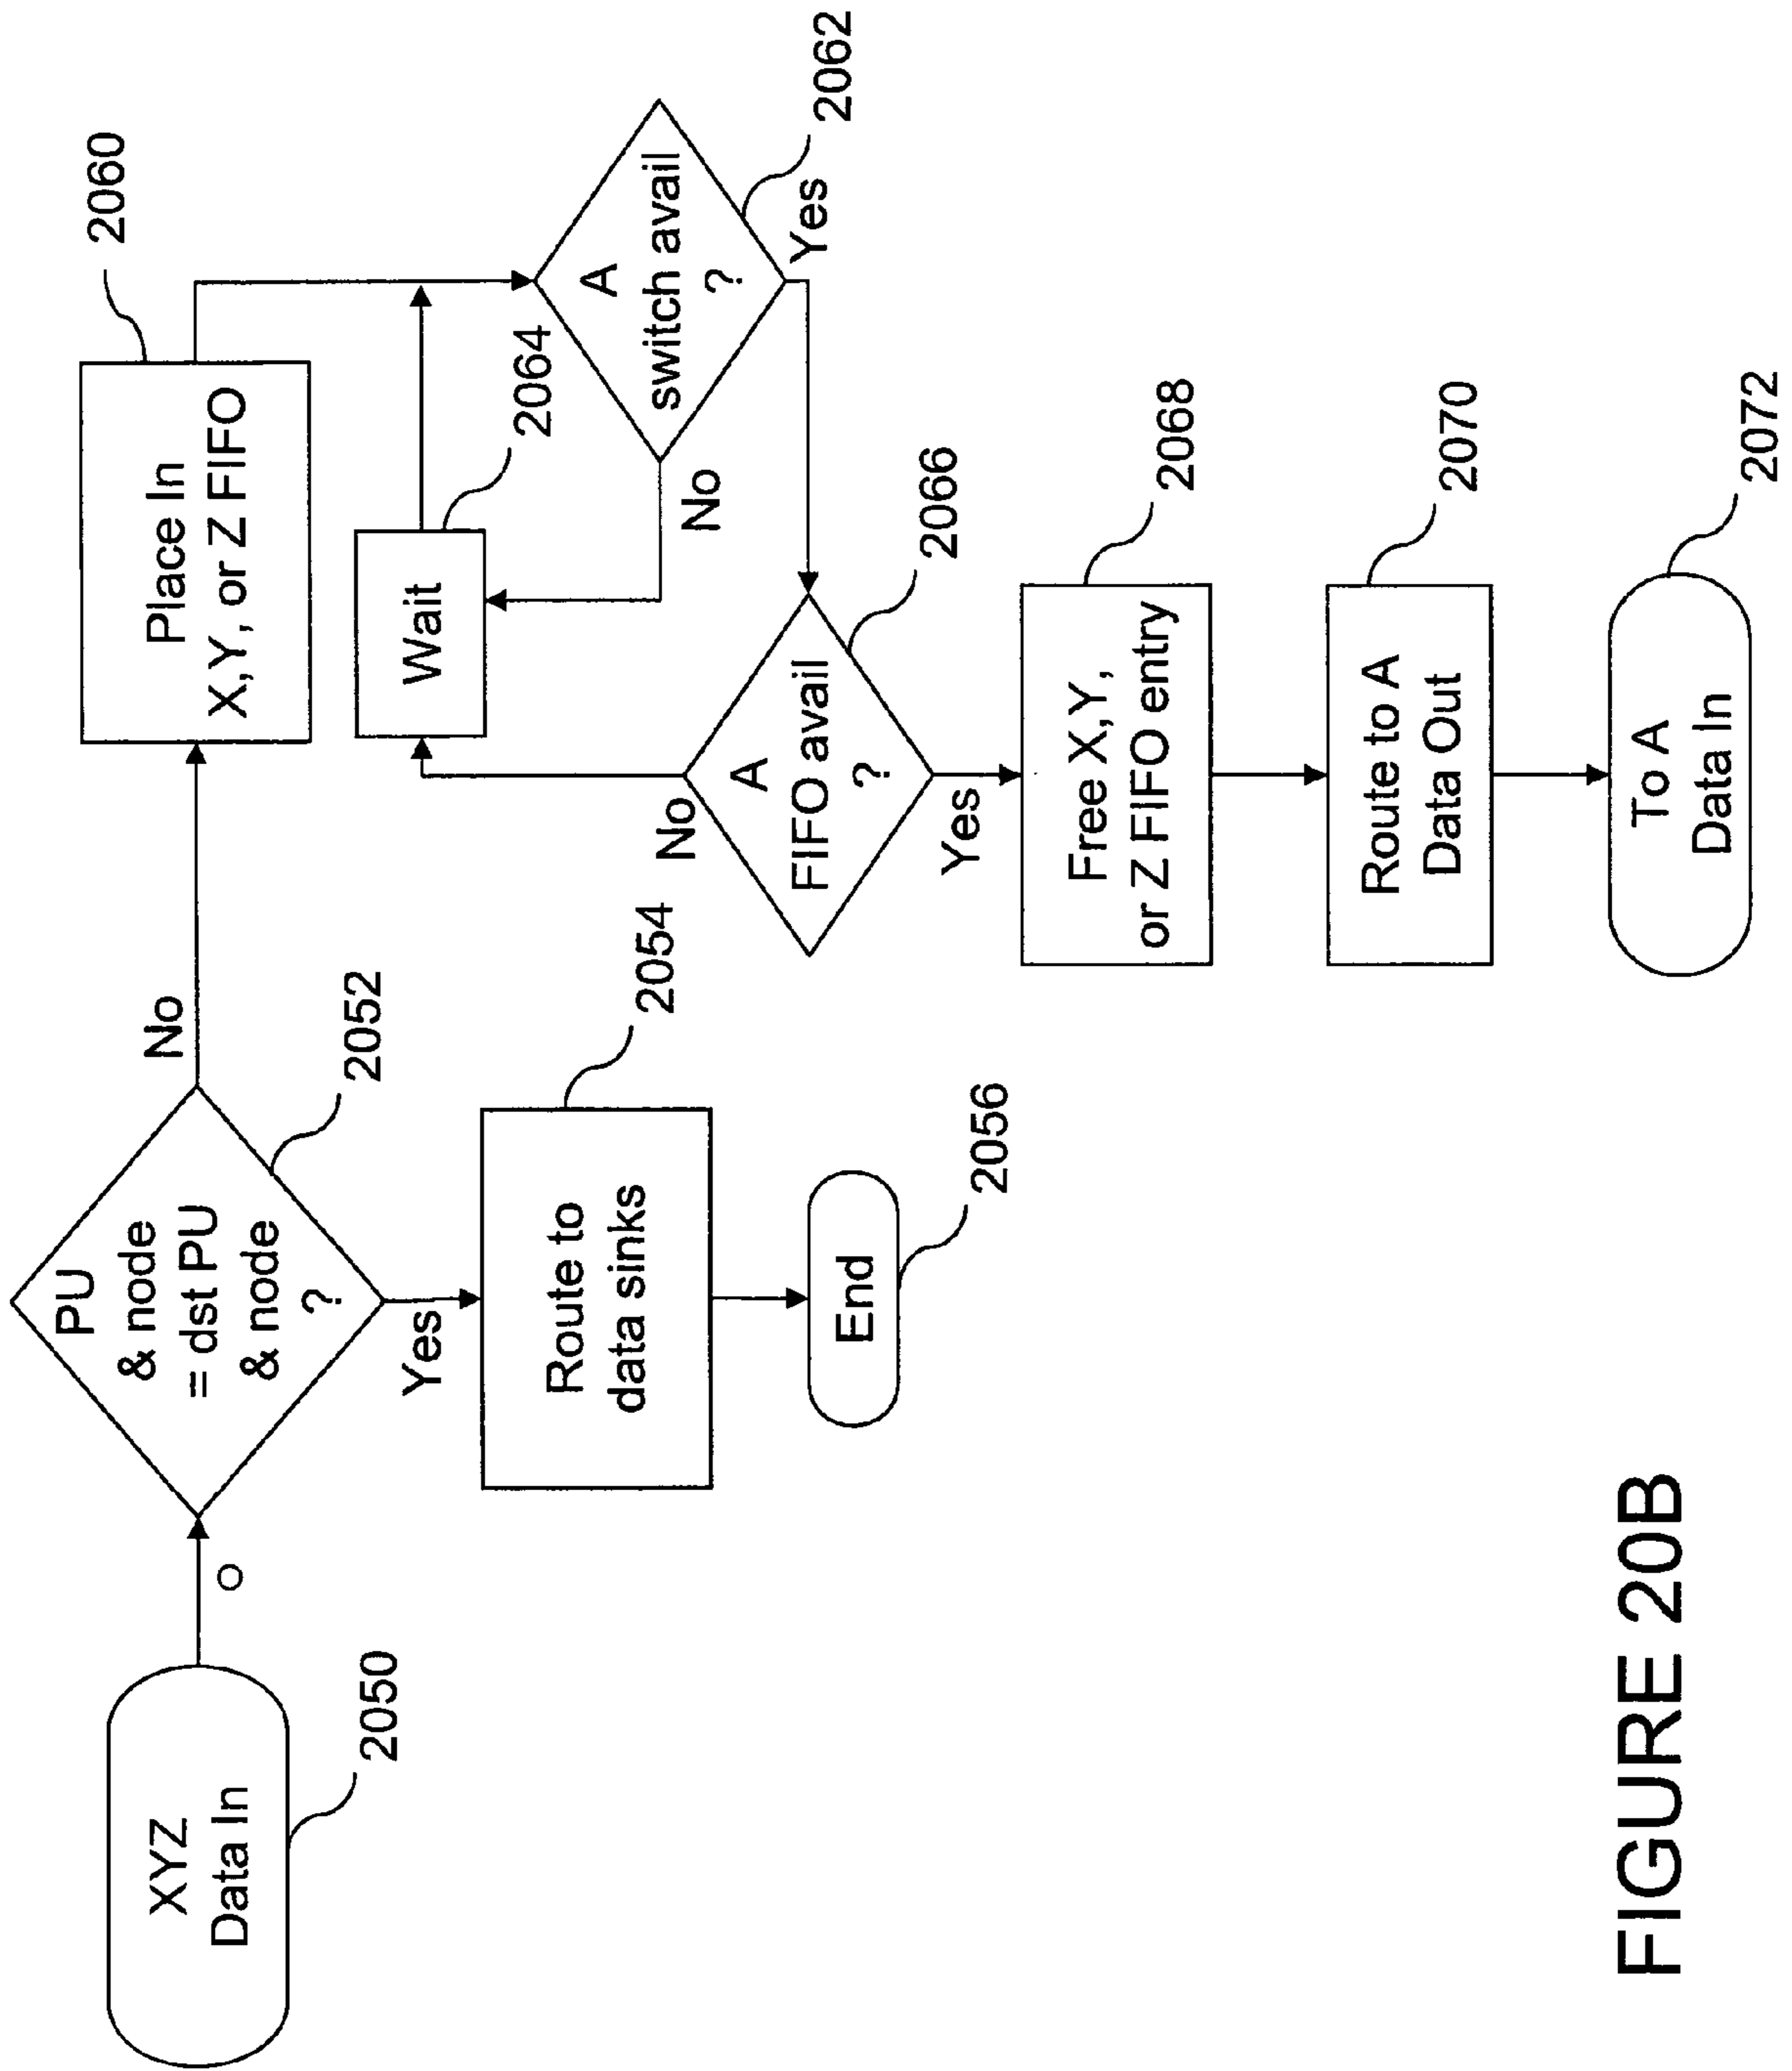 XYZ
Data In
2050
PU
& node
= dst PU
& node
?
2052
Yes
No
Route to
data sinks
2054
End
2056
Place In
X,Y, or Z FIFO
2060
A
switch avail
?
2062
No
Yes
Wait
2064
A
FIFO avail
?
2066
No
Yes
Free X,Y,
or Z FIFO entry
2068
Route to A
Data Out
2070
To A
Data In
2072
FIGURE 20B